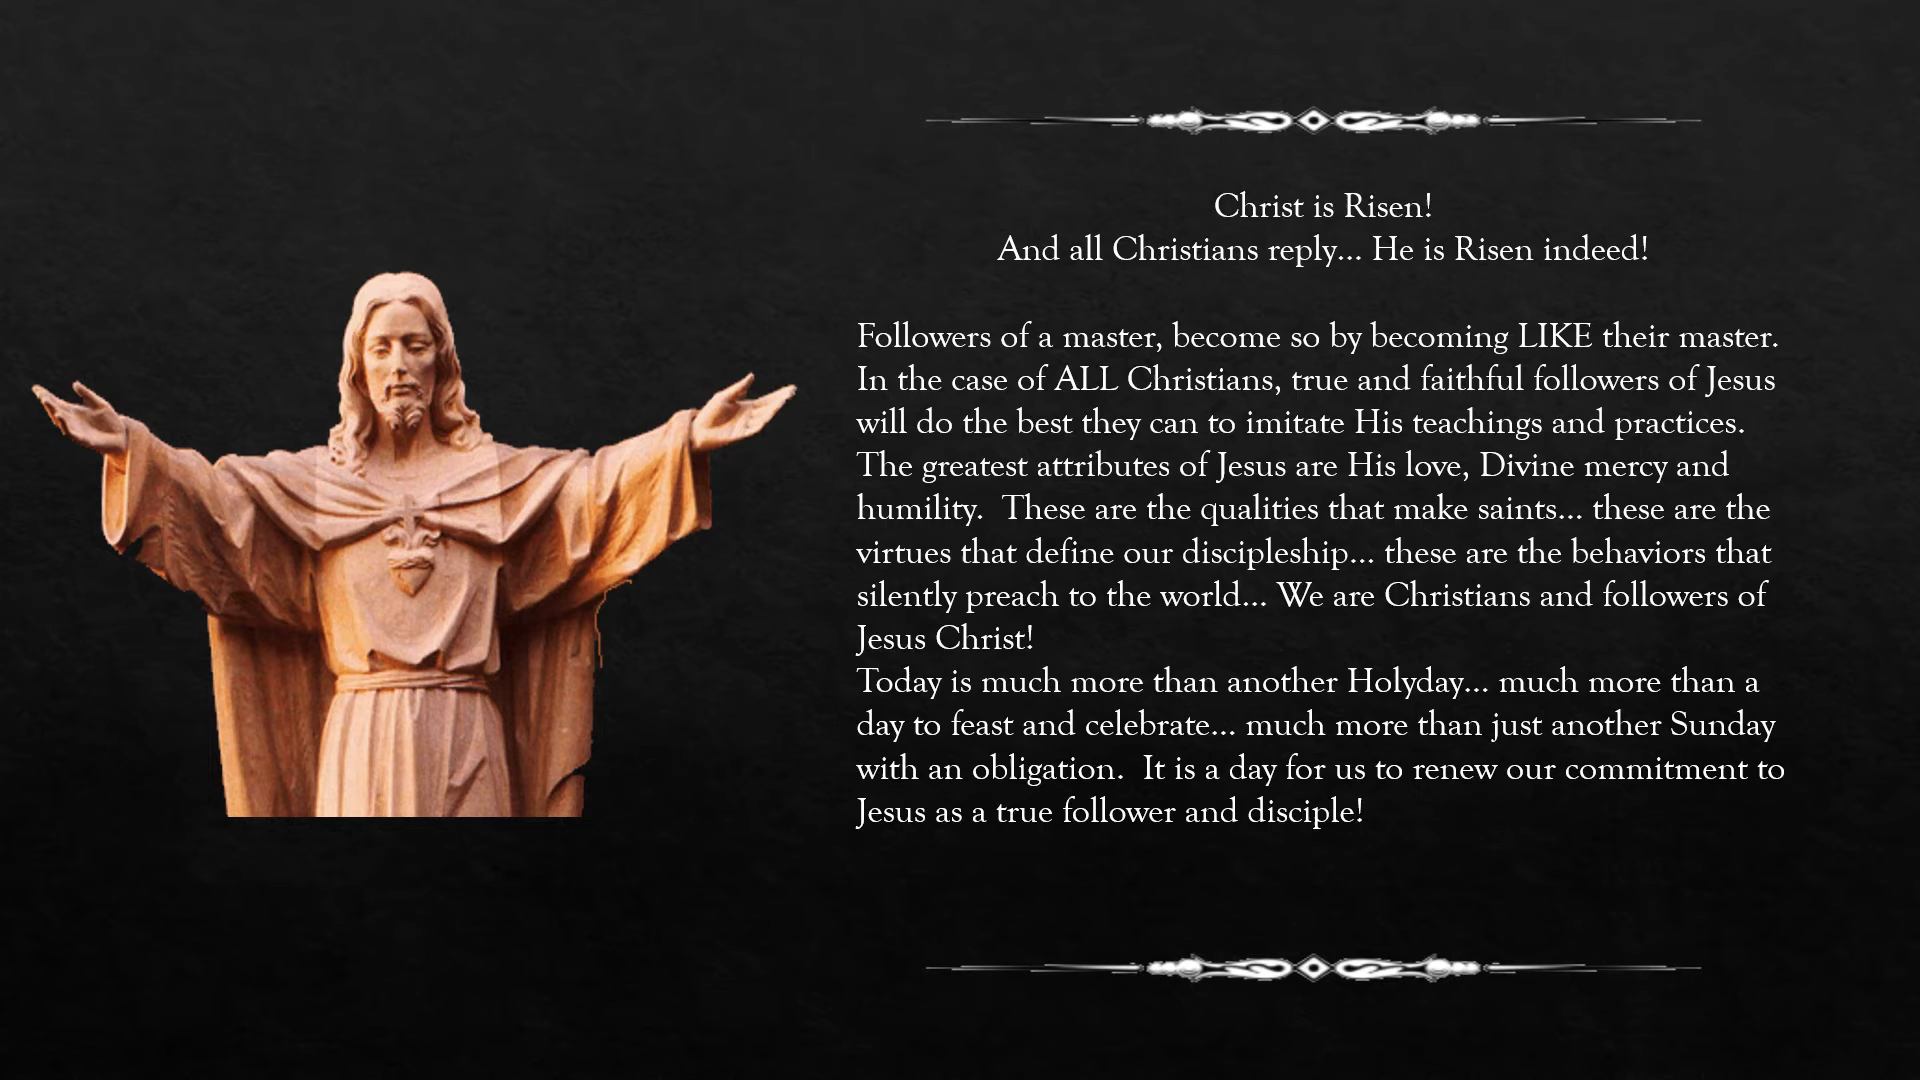 Christ is Risen!
And all Christians reply... He is Risen indeed!
Followers of a master, become so by becoming LIKE their master.
In the case of ALL Christians, true and faithful followers of Jesus
will do the best they can to imitate His teachings and practices.
The greatest attributes of Jesus are His love, Divine mercy and
humility.  These are the qualities that make saints... these are the
virtues that define our discipleship... these are the behaviors that
silently preach to the world... We are Christians and followers of
Jesus Christ!
Today is much more than another Holyday... much more than a
day to feast and celebrate... much more than just another Sunday
with an obligation.  It is a day for us to renew our commitment to
Jesus as a true follower and disciple!